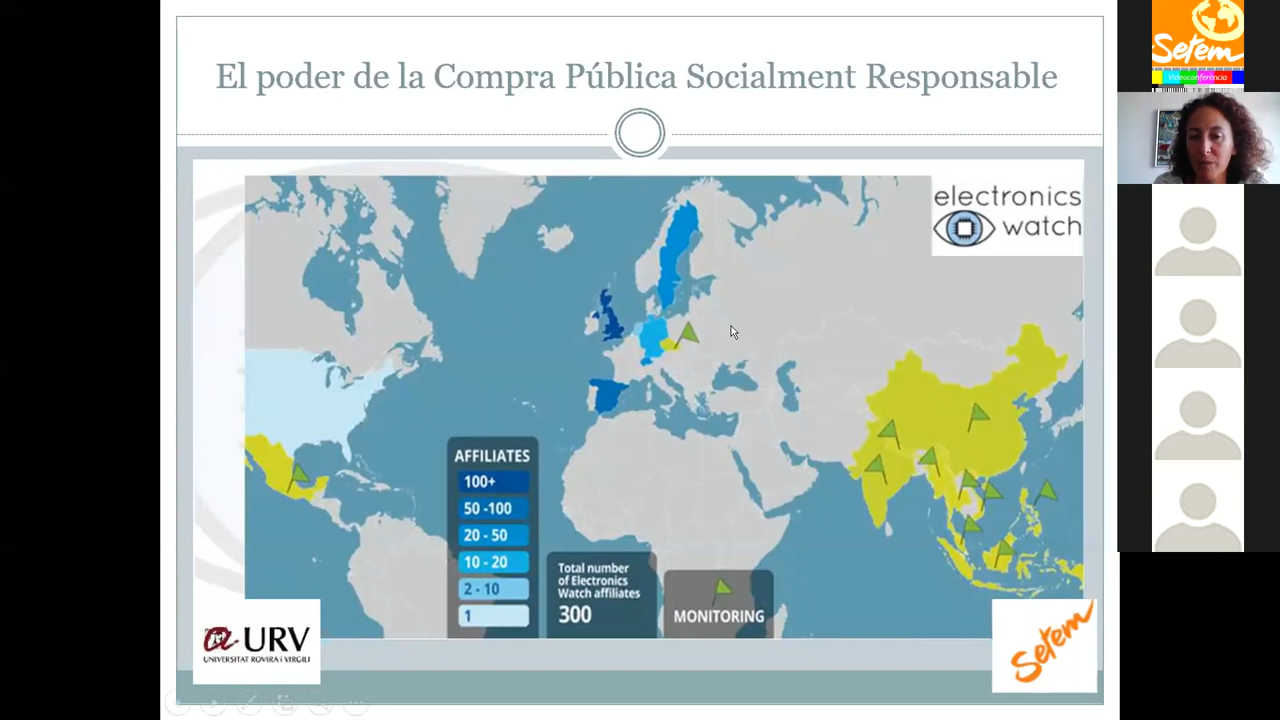 El poder de la Compra Pública Socialment Responsable
electronics
watch
AFFILIATES
100+
50 -100
20 - 50
10 - 20
2 - 10
1
Total number
of Electronics
Watch affiliates
300
MONITORING
URV
UNIVERSITAT ROVIRA i VIRGILI
Setem
Setem
Videoconferència